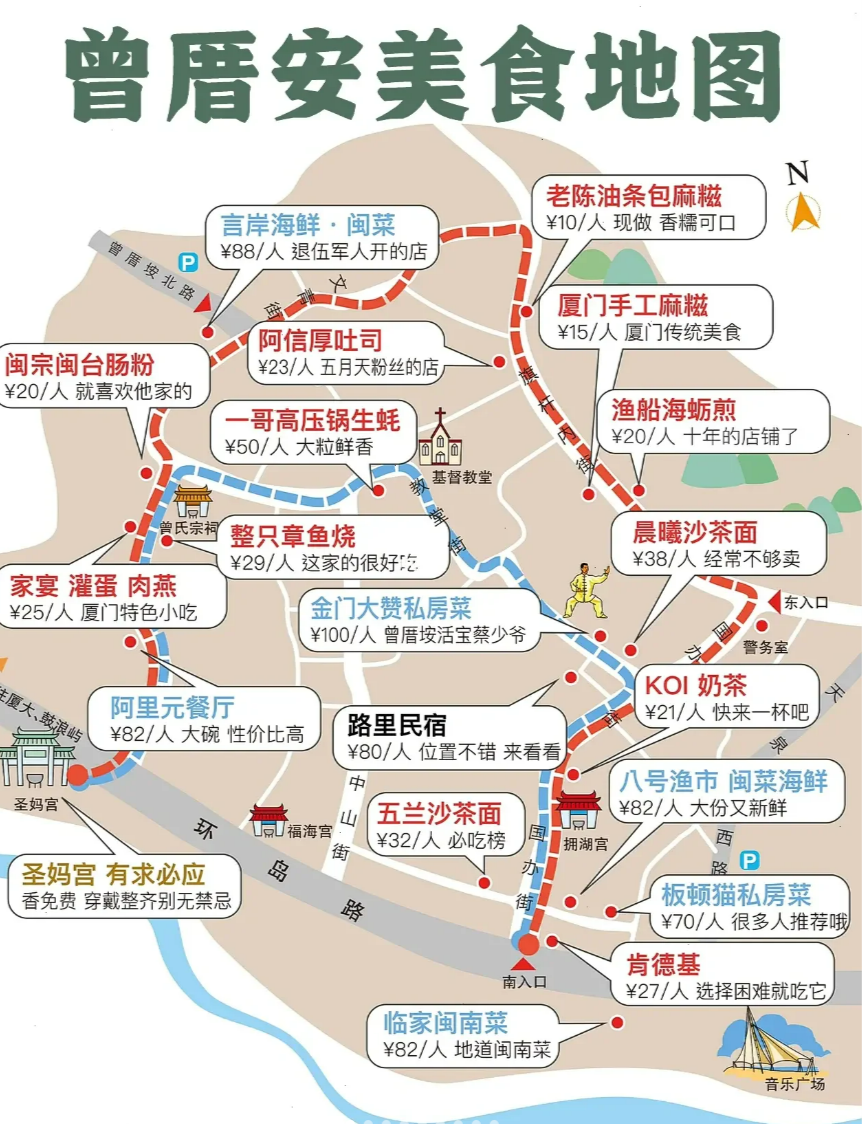 曾厝安美食地图
N
老陈油条包麻糍
¥10/人 现做 香糯可口
言岸海鲜·闽菜
¥88/人 退伍军人开的店
曾厝垵北路
P
文青街
厦门手工麻糍
¥15/人 厦门传统美食
阿信厚吐司
¥23/人 五月天粉丝的店
闽宗闽台肠粉
¥20/人 就喜欢他家的
旗杆内街
渔船海蛎煎
¥20/人 十年的店铺了
一哥高压锅生蚝
¥50/人 大粒鲜香
基督教堂
教堂街
曾氏宗祠
整只章鱼烧
¥29/人 这家的很好吃
晨曦沙茶面
¥38/人 经常不够卖
家宴 灌蛋 肉燕
¥25/人 厦门特色小吃
金门大赞私房菜
¥100/人 曾厝垵活宝蔡少爷
东入口
警务室
国办街
KOI 奶茶
¥21/人 快来一杯吧
阿里元餐厅
¥82/人 大碗 性价比高
路里民宿
¥80/人 位置不错 来看看
往厦大、鼓浪屿
圣妈宫
天泉西路
P
八号渔市 闽菜海鲜
¥82/人 大份又新鲜
五兰沙茶面
¥32/人 必吃榜
中山街
福海宫
拥湖宫
国办街
环岛路
圣妈宫 有求必应
香免费 穿戴整齐别无禁忌
板顿猫私房菜
¥70/人 很多人推荐哦
肯德基
¥27/人 选择困难就吃它
南入口
临家闽南菜
¥82/人 地道闽南菜
音乐广场